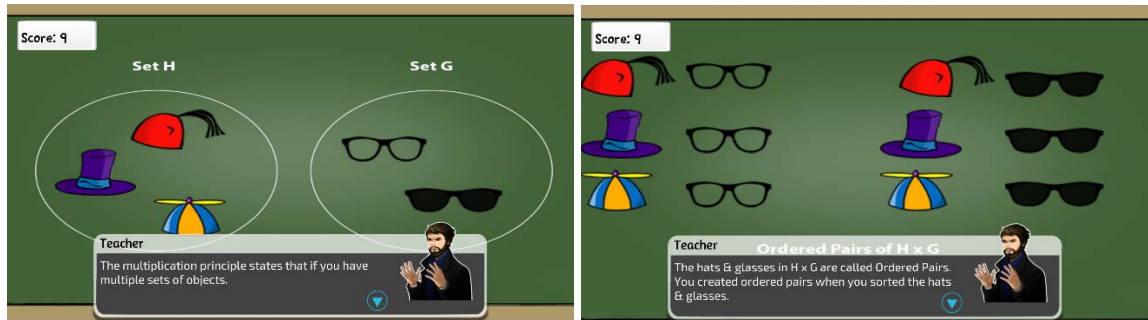 Score: 9
Set H
Set G
Teacher
The multiplication principle states that if you have
multiple sets of objects.
Score: 9
Teacher
Ordered Pairs of H x G
The hats & glasses in H x G are called Ordered Pairs.
You created ordered pairs when you sorted the hats
& glasses.